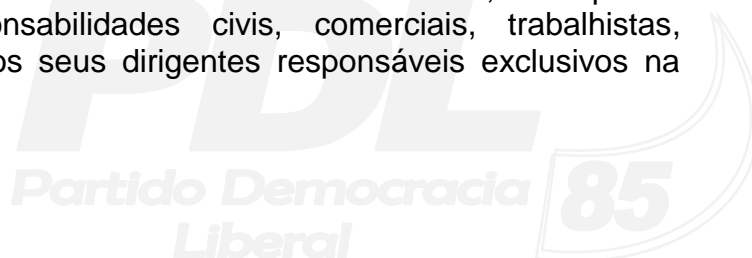 onsabilidades civis, comerciais, trabalhistas,
os seus dirigentes responsáveis exclusivos na
PDL
Partido Democracia 85
Liberal